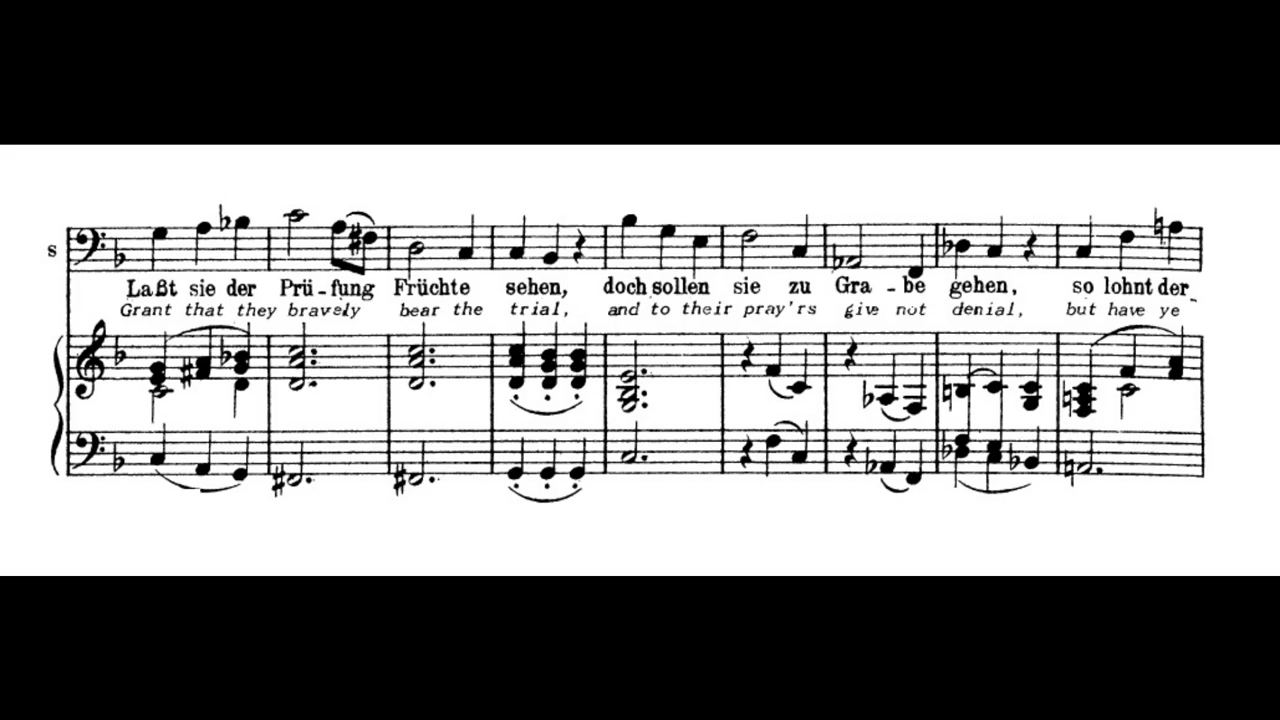 s
Laßt sie der Prü - fung Früchte sehen, doch sollen sie zu Gra - be gehen, so lohnt der
Grant that they bravely bear the trial, and to their pray'rs give not denial, but have ye